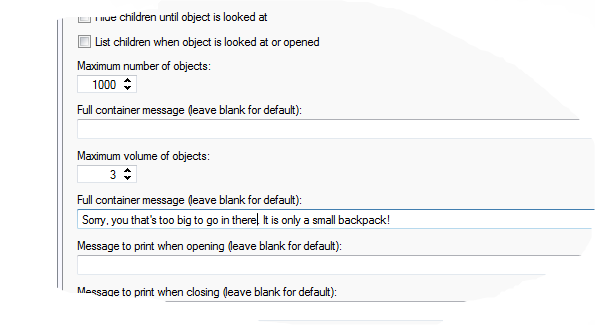 Hide children until object is looked at
List children when object is looked at or opened
Maximum number of objects:
1000
Full container message (leave blank for default):
Maximum volume of objects:
3
Full container message (leave blank for default):
Sorry, you that's too big to go in there. It is only a small backpack!
Message to print when opening (leave blank for default):
Message to print when closing (leave blank for default):